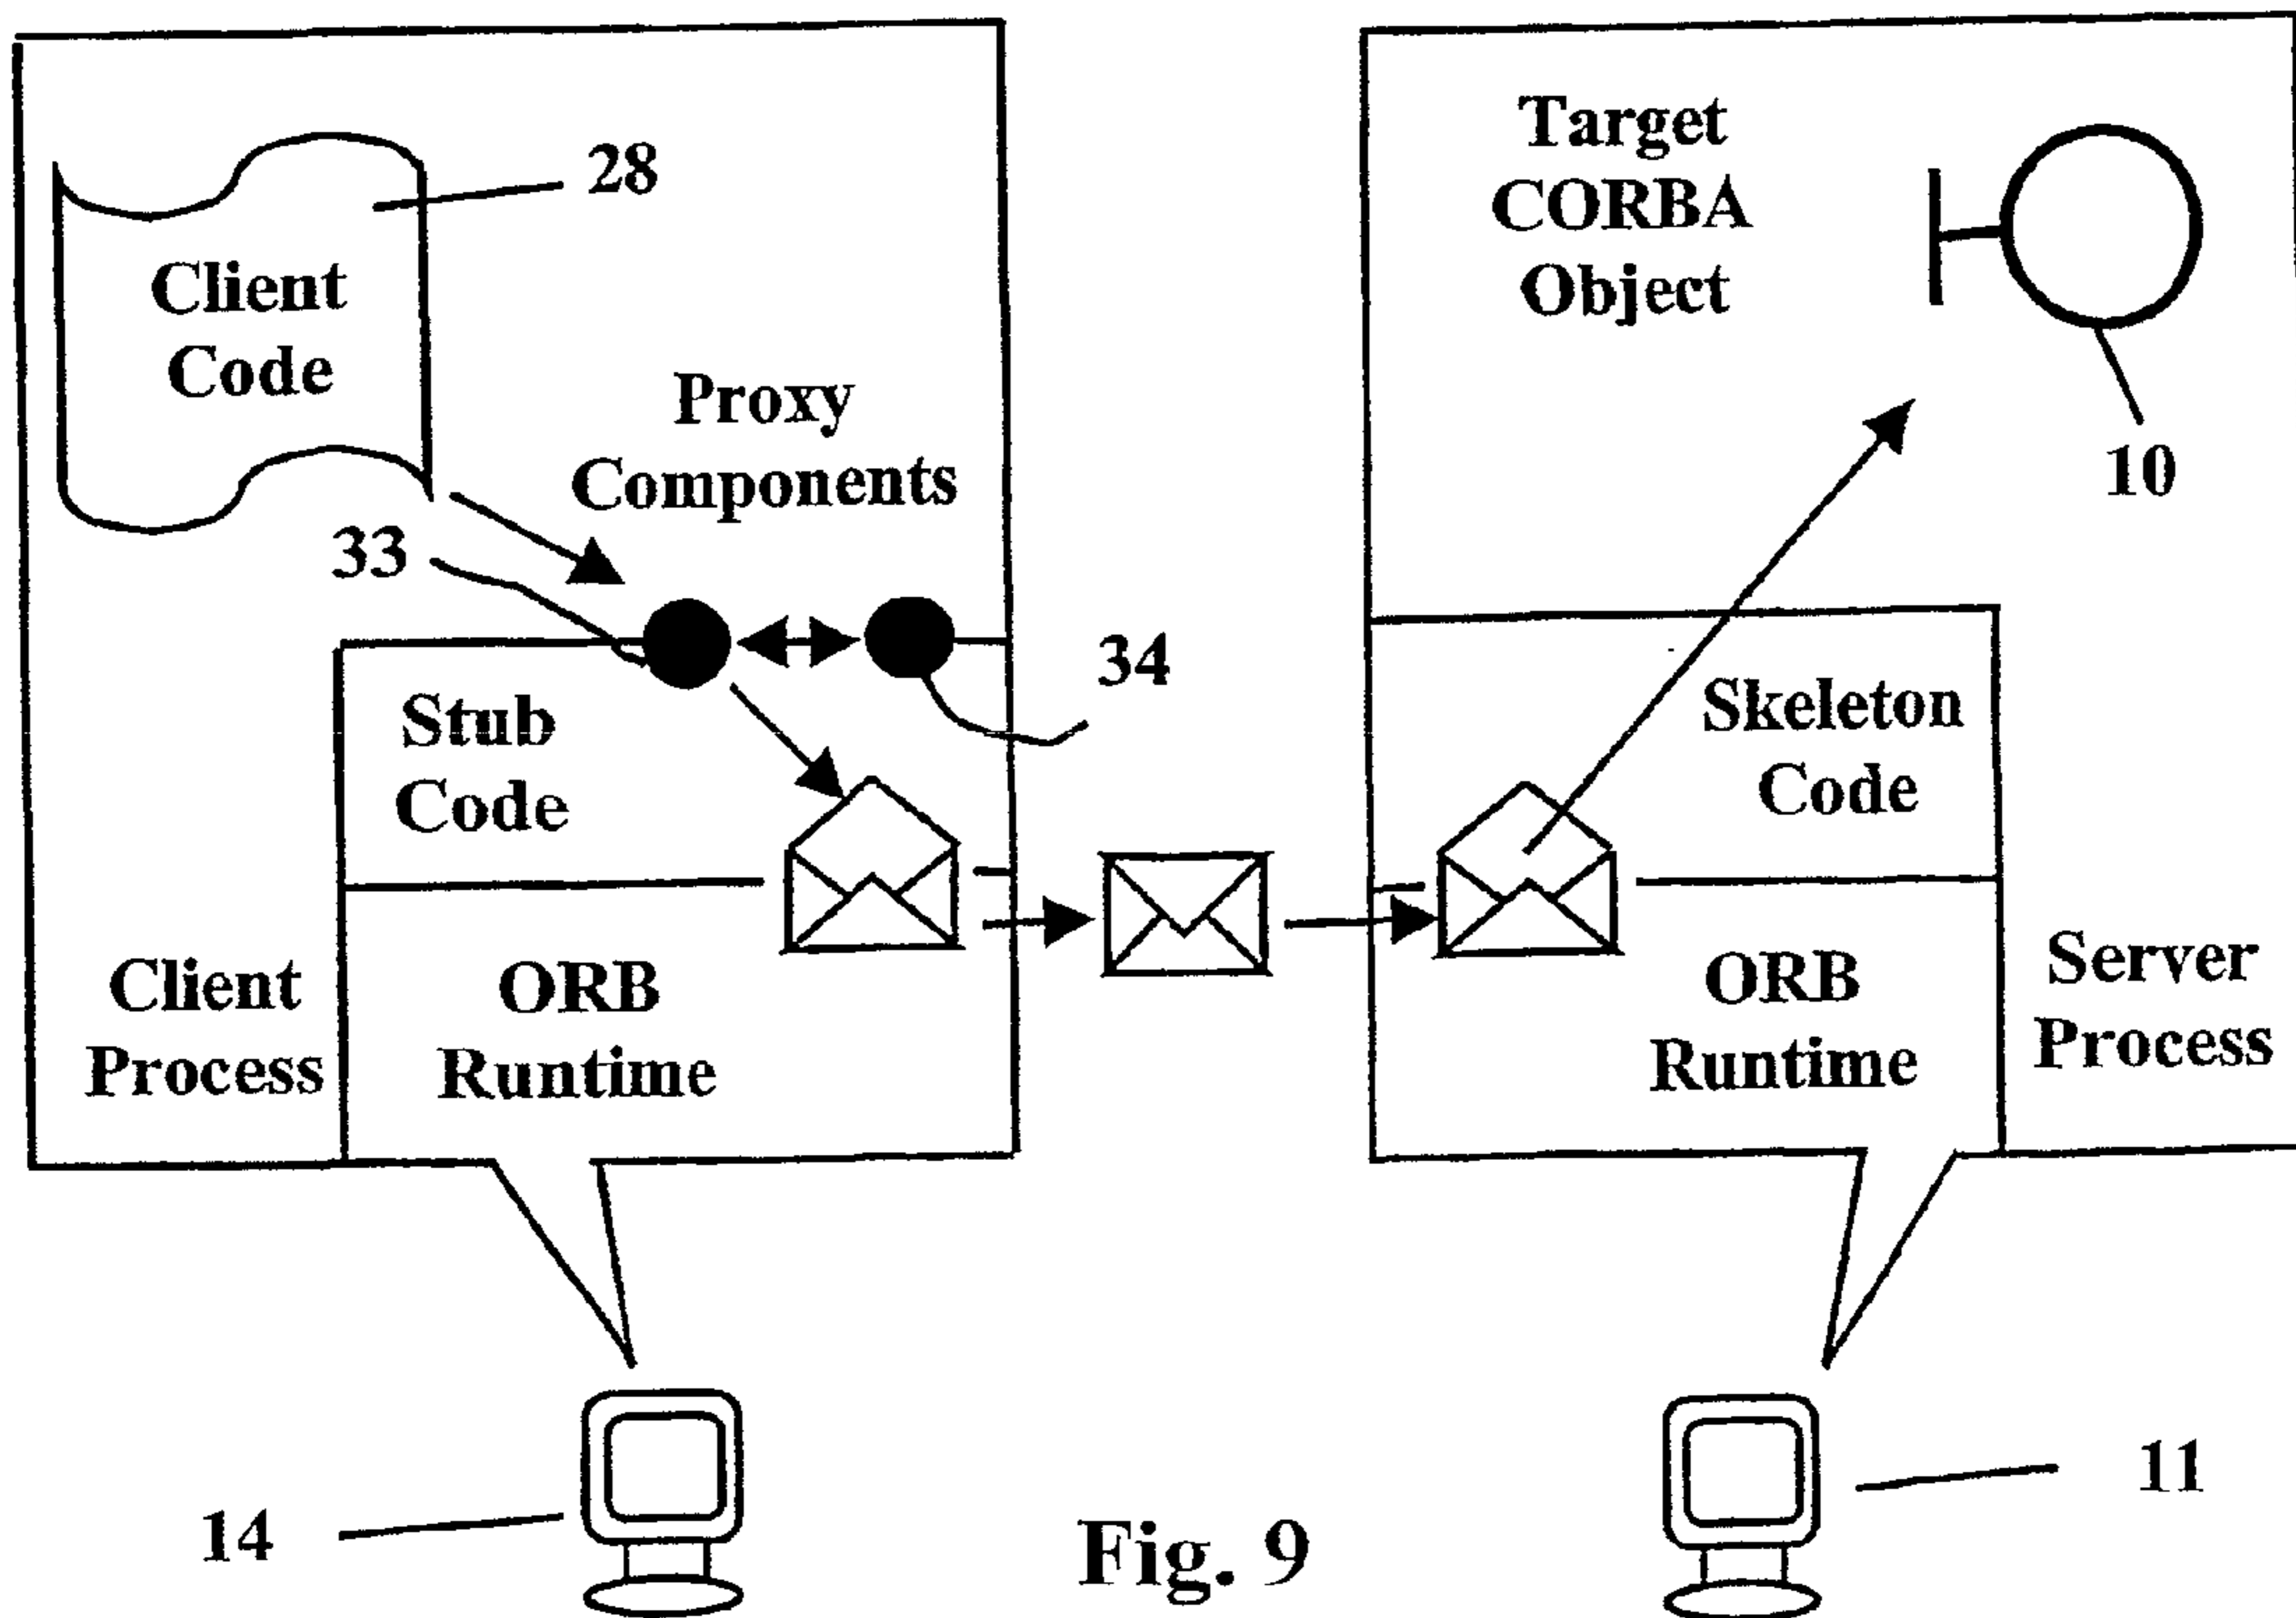 28
Client
Code
Proxy
Components
33
34
Stub
Code
Client
Process
ORB
Runtime
14
Target
CORBA
Object
10
Skeleton
Code
ORB
Runtime
Server
Process
11
Fig. 9